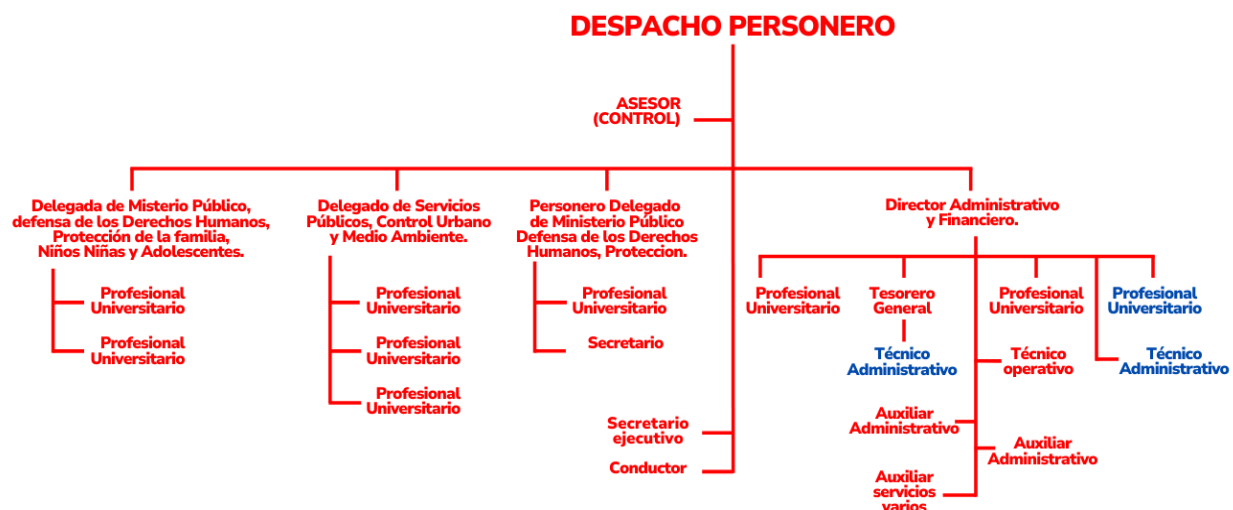 DESPACHO PERSONERO
ASESOR
(CONTROL)
Delegada de Misterio Público,
defensa de los Derechos Humanos,
Protección de la familia,
Niños Niñas y Adolescentes.
Profesional
Universitario
Profesional
Universitario
Delegado de Servicios
Públicos, Control Urbano
y Medio Ambiente.
Profesional
Universitario
Profesional
Universitario
Profesional
Universitario
Personero Delegado
de Ministerio Público
Defensa de los Derechos
Humanos, Proteccion.
Profesional
Universitario
Secretario
Secretario
ejecutivo
Conductor
Director Administrativo
y Financiero.
Profesional
Universitario
Tesorero
General
Técnico
Administrativo
Profesional
Universitario
Profesional
Universitario
Técnico
operativo
Técnico
Administrativo
Auxiliar
Administrativo
Auxiliar
Administrativo
Auxiliar
servicios
varios